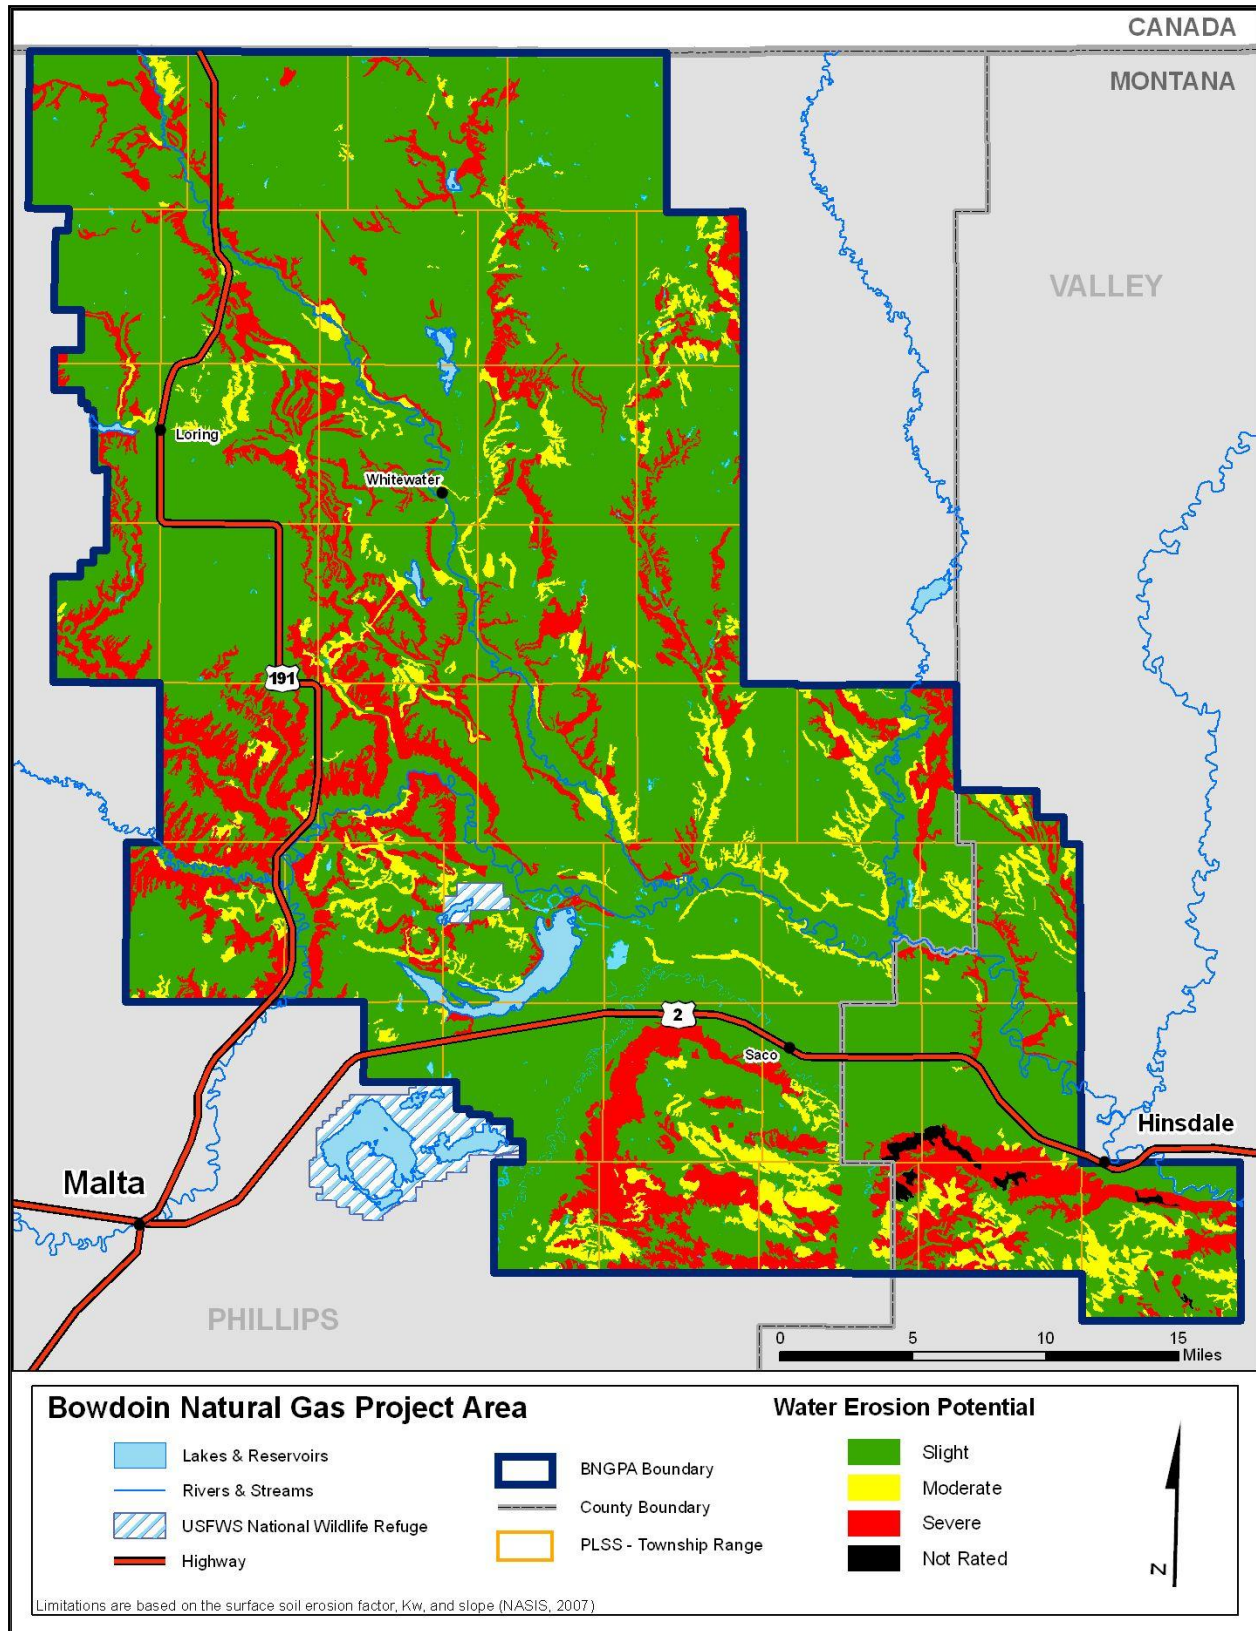 CANADA
MONTANA
VALLEY
Loring
Whitewater
191
2
Saco
Hinsdale
Malta
PHILLIPS
0 5 10 15
Miles
Bowdoin Natural Gas Project Area
Lakes & Reservoirs
Rivers & Streams
USFWS National Wildlife Refuge
Highway
BNGPA Boundary
County Boundary
PLSS - Township Range
Water Erosion Potential
Slight
Moderate
Severe
Not Rated
N
Limitations are based on the surface soil erosion factor, Kw, and slope (NASIS, 2007)